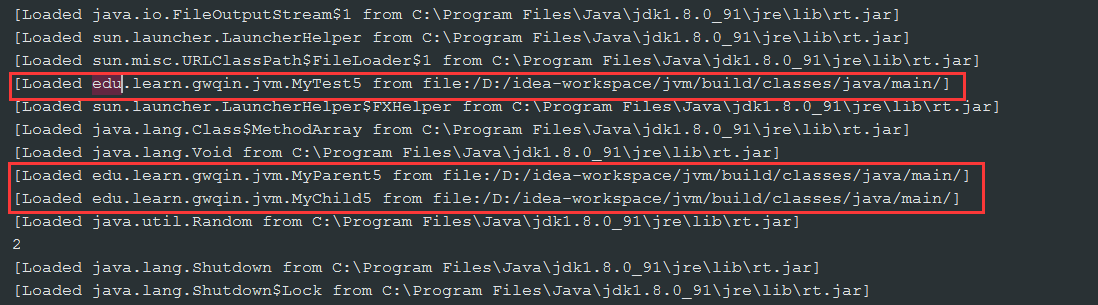 [Loaded java.io.FileOutputStream$1 from C:\Program Files\Java\jdk1.8.0_91\jre\lib\rt.jar]
[Loaded sun.launcher.LauncherHelper from C:\Program Files\Java\jdk1.8.0_91\jre\lib\rt.jar]
[Loaded sun.misc.URLClassPath$FileLoader$1 from C:\Program Files\Java\jdk1.8.0_91\jre\lib\rt.jar]
[Loaded edu.learn.gwqin.jvm.MyTest5 from file:/D:/idea-workspace/jvm/build/classes/java/main/]
[Loaded sun.launcher.LauncherHelper$FXHelper from C:\Program Files\Java\jdk1.8.0_91\jre\lib\rt.jar]
[Loaded java.lang.Class$MethodArray from C:\Program Files\Java\jdk1.8.0_91\jre\lib\rt.jar]
[Loaded java.lang.Void from C:\Program Files\Java\jdk1.8.0_91\jre\lib\rt.jar]
[Loaded edu.learn.gwqin.jvm.MyParent5 from file:/D:/idea-workspace/jvm/build/classes/java/main/]
[Loaded edu.learn.gwqin.jvm.MyChild5 from file:/D:/idea-workspace/jvm/build/classes/java/main/]
[Loaded java.util.Random from C:\Program Files\Java\jdk1.8.0_91\jre\lib\rt.jar]
2
[Loaded java.lang.Shutdown from C:\Program Files\Java\jdk1.8.0_91\jre\lib\rt.jar]
[Loaded java.lang.Shutdown$Lock from C:\Program Files\Java\jdk1.8.0_91\jre\lib\rt.jar]